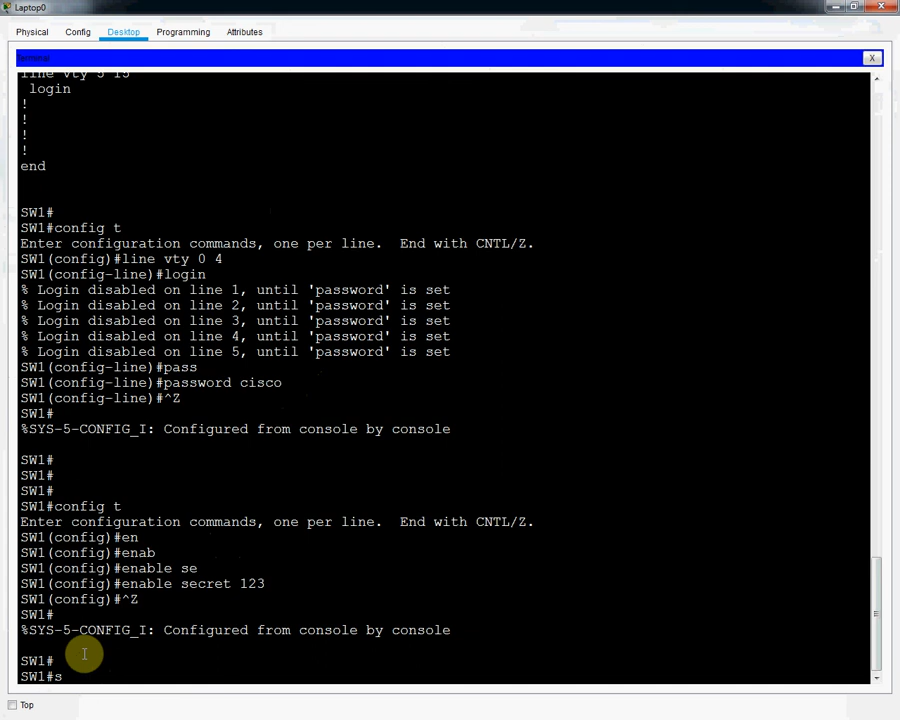 Laptop0
Physical Config Desktop Programming Attributes
Terminal
X
line vty 5 15
 login
!
!
!
!
end
SW1#
SW1#config t
Enter configuration commands, one per line.  End with CNTL/Z.
SW1(config)#line vty 0 4
SW1(config-line)#login
% Login disabled on line 1, until 'password' is set
% Login disabled on line 2, until 'password' is set
% Login disabled on line 3, until 'password' is set
% Login disabled on line 4, until 'password' is set
% Login disabled on line 5, until 'password' is set
SW1(config-line)#pass
SW1(config-line)#password cisco
SW1(config-line)#^Z
SW1#
%SYS-5-CONFIG_I: Configured from console by console
SW1#
SW1#
SW1#
SW1#config t
Enter configuration commands, one per line.  End with CNTL/Z.
SW1(config)#en
SW1(config)#enab
SW1(config)#enable se
SW1(config)#enable secret 123
SW1(config)#^Z
SW1#
%SYS-5-CONFIG_I: Configured from console by console
SW1#
SW1#s
Top